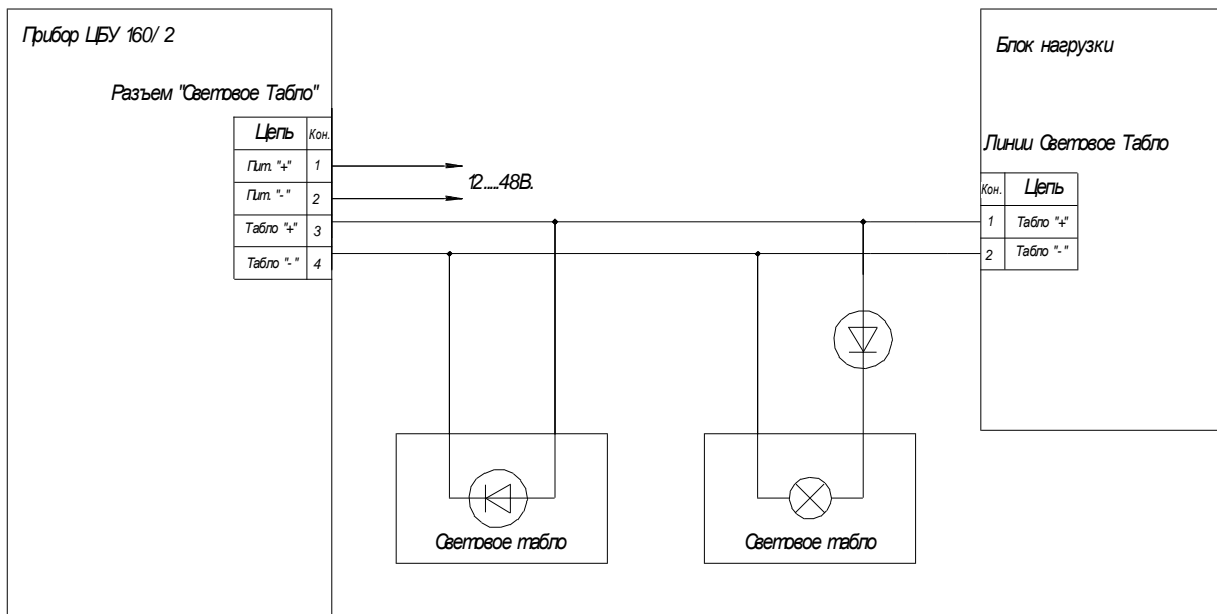 Прибор ЦБУ 160/ 2
Разъем "Световое Табло"
Цепь Кон.
Пит. "+" 1
Пит. "-" 2
Табло "+" 3
Табло "-" 4
12....48В.
Блок нагрузки
Линии Световое Табло
Кон. Цепь
1 Табло "+"
2 Табло "-"
Световое табло
Световое табло